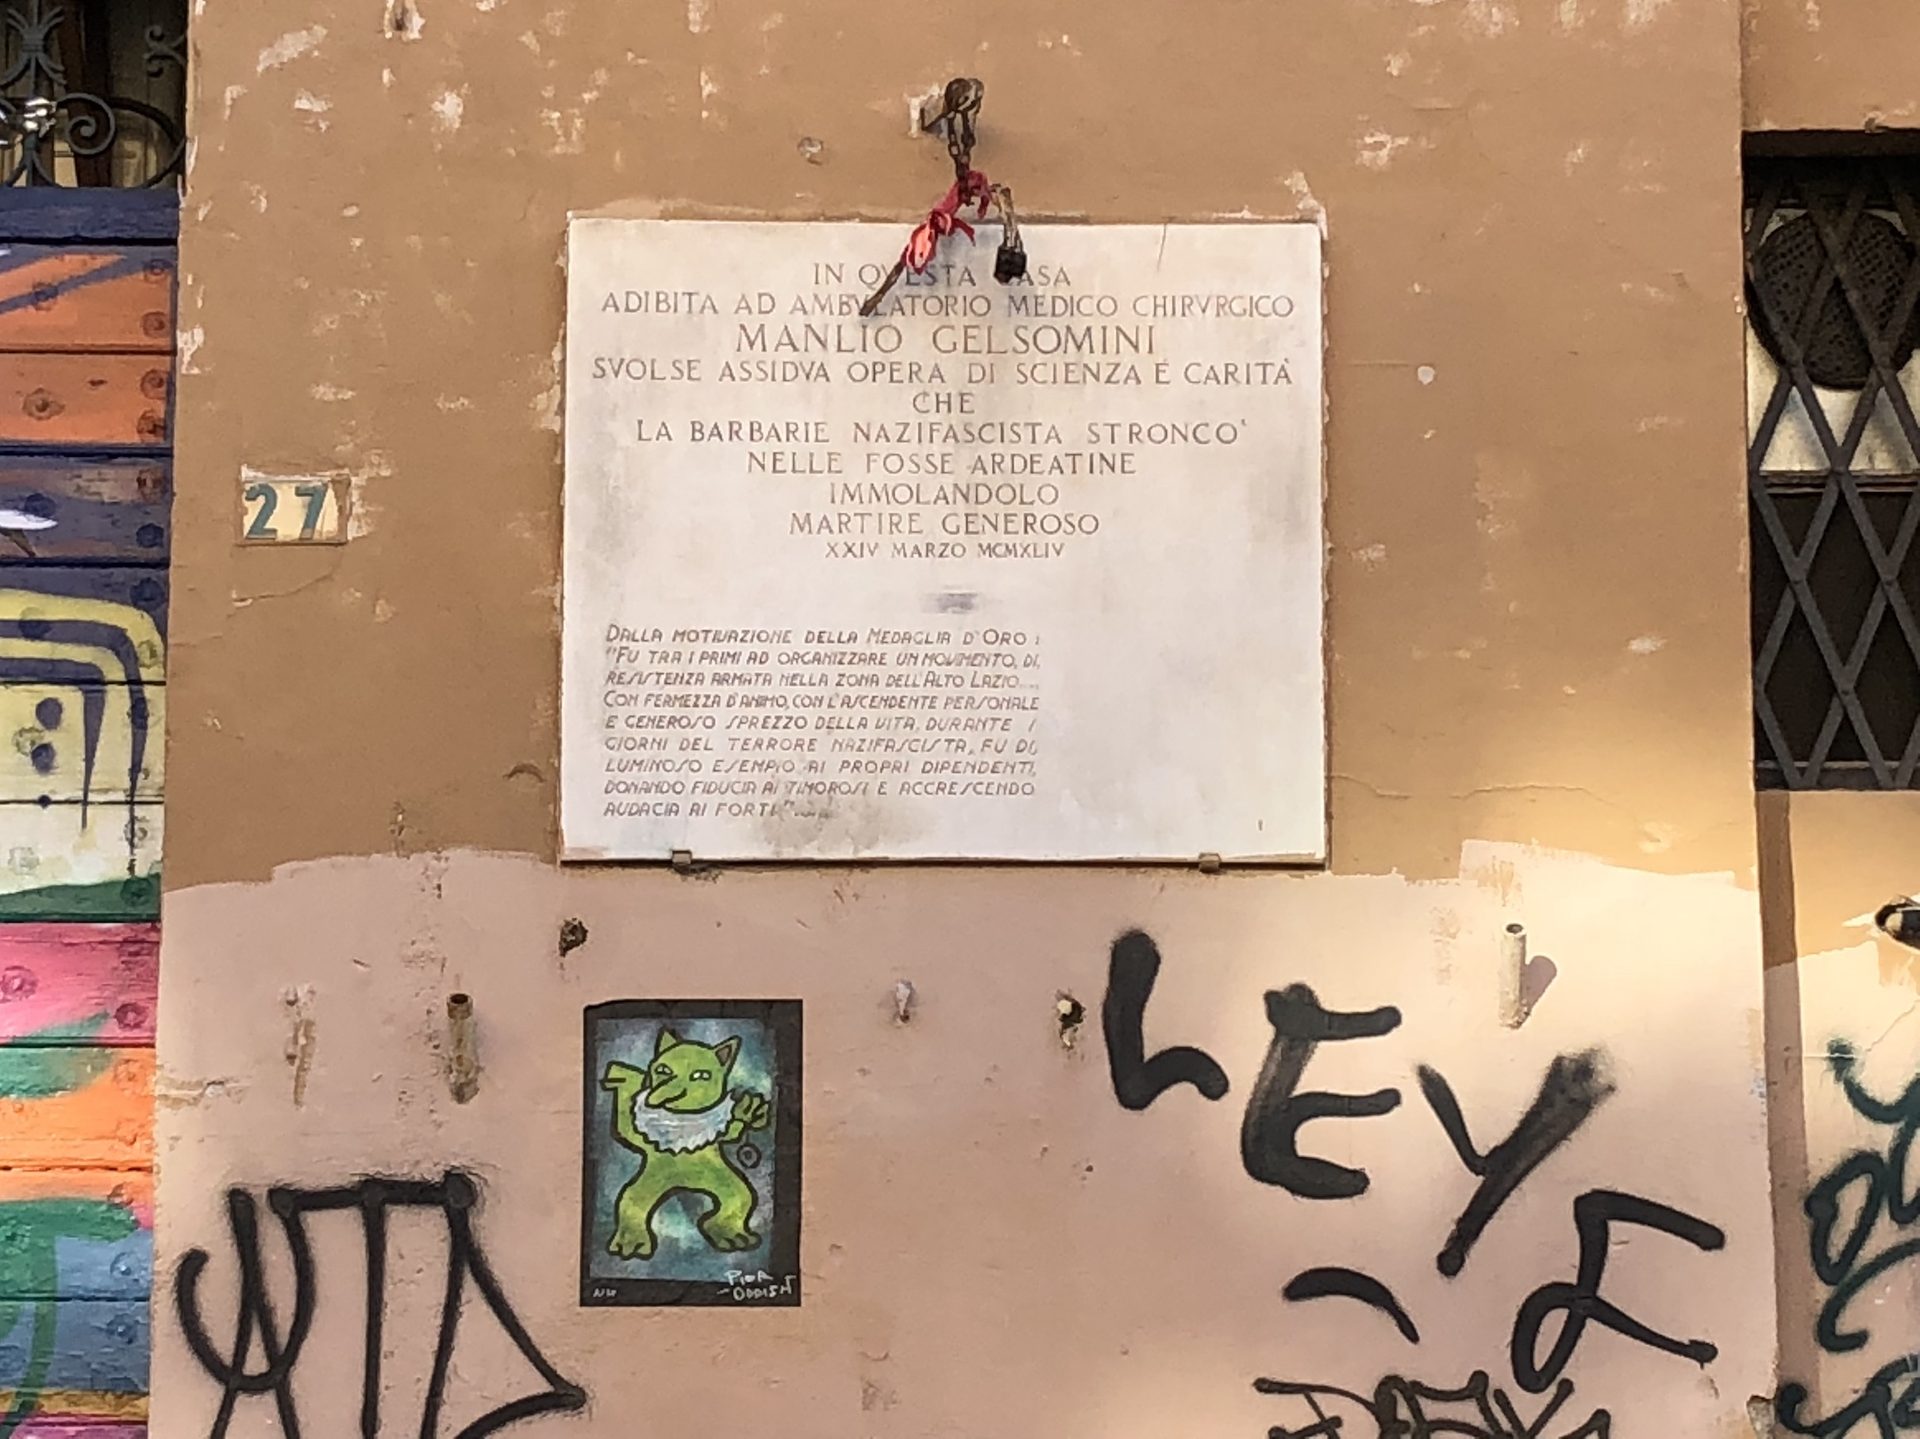 IN QVESTA CASA
ADIBITA AD AMBVLATORIO MEDICO CHIRVRGICO
MANLIO GELSOMINI
SVOLSE ASSIDVA OPERA DI SCIENZA E CARITÀ
CHE
LA BARBARIE NAZIFASCISTA STRONCO'
NELLE FOSSE ARDEATINE
IMMOLANDOLO
MARTIRE GENEROSO
XXIV MARZO MCMXLIV
27
DALLA MOTIVAZIONE DELLA MEDAGLIA D'ORO:
"FU TRA I PRIMI AD ORGANIZZARE UN MOVIMENTO, DI
RESISTENZA ARMATA NELLA ZONA DELL'ALTO LAZIO....
CON FERMEZZA D'ANIMO, CON L'ASCENDENTE PERSONALE
E GENEROSO SPREZZO DELLA VITA, DURANTE I
GIORNI DEL TERRORE NAZIFASCISTA, FU DI
LUMINOSO ESEMPIO AI PROPRI DIPENDENTI,
DONANDO FIDUCIA AI TIMOROSI E ACCRESCENDO
AUDACIA AI FORTI"....
LEY